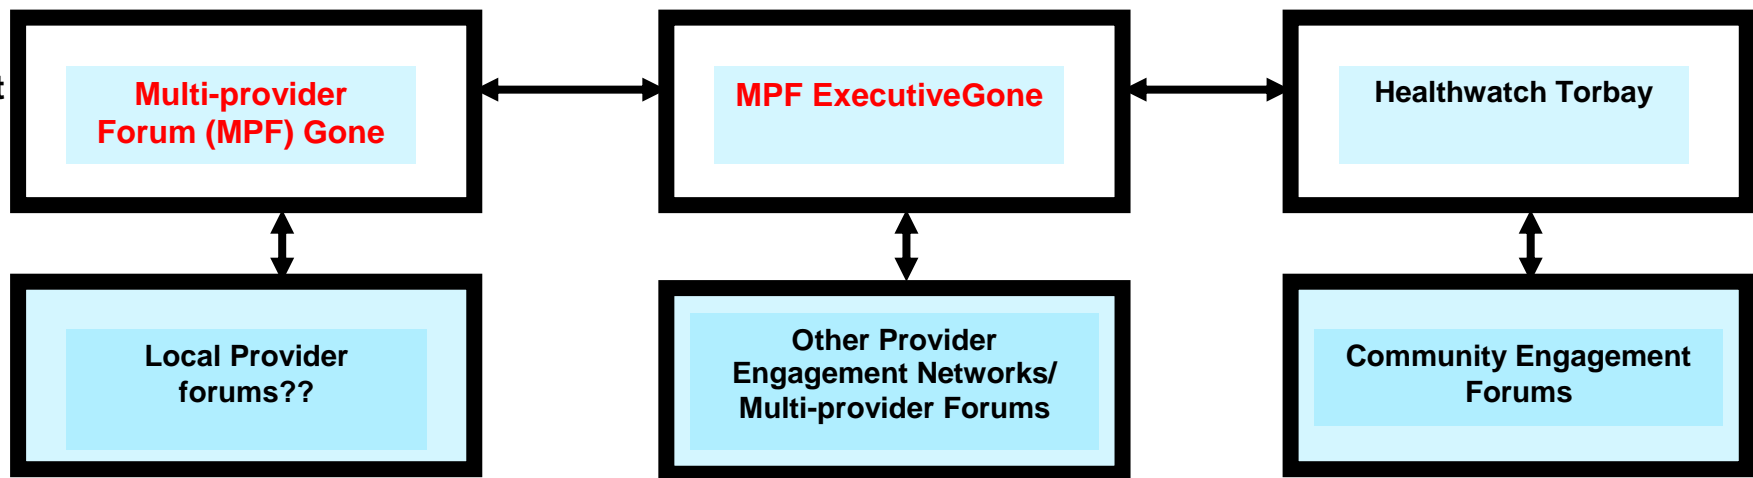 t
Multi-provider
Forum (MPF) Gone
MPF ExecutiveGone
Healthwatch Torbay
Local Provider
forums??
Other Provider
Engagement Networks/
Multi-provider Forums
Community Engagement
Forums